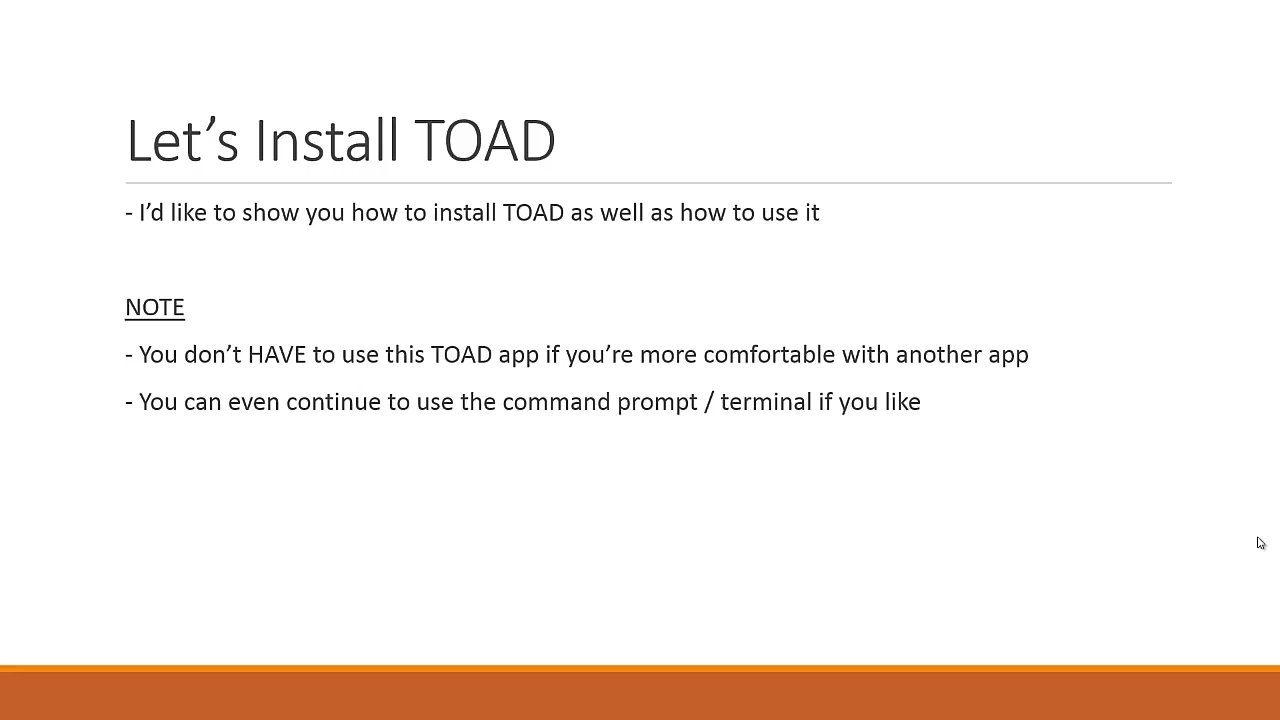 Let’s Install TOAD
- I’d like to show you how to install TOAD as well as how to use it
NOTE
- You don’t HAVE to use this TOAD app if you’re more comfortable with another app
- You can even continue to use the command prompt / terminal if you like